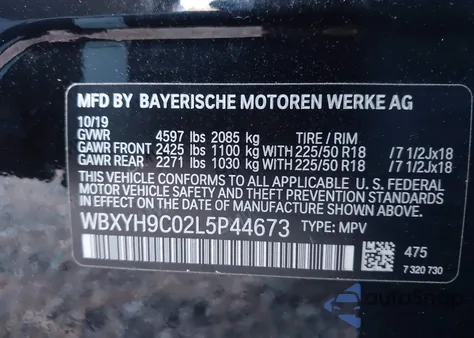 MFD BY BAYERISCHE MOTOREN WERKE AG
10/19
GVWR 4597 lbs 2085 kg TIRE / RIM
GAWR FRONT 2425 lbs 1100 kg WITH 225/50 R18 / 7 1/2Jx18
GAWR REAR 2271 lbs 1030 kg WITH 225/50 R18 / 7 1/2Jx18
THIS VEHICLE CONFORMS TO ALL APPLICABLE U.S. FEDERAL
MOTOR VEHICLE SAFETY, BUMPER, AND THEFT PREVENTION STANDARDS
IN EFFECT ON THE DATE OF MANUFACTURE SHOWN ABOVE.
WBXYH9C02L5P44673 TYPE: MPV
475
7 320 730
autoSnap